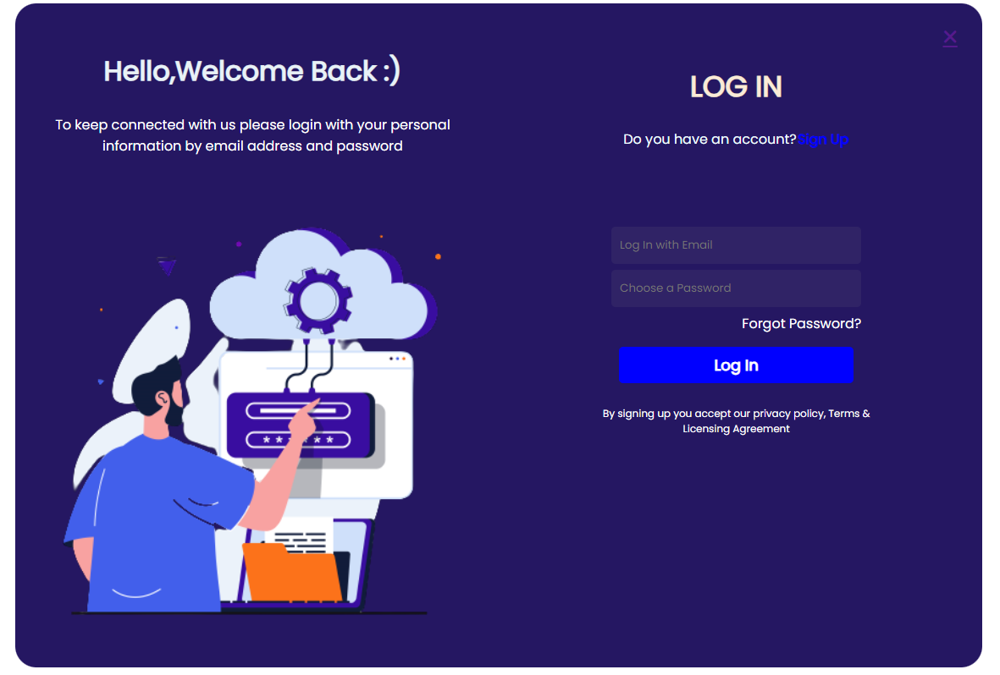 Hello,Welcome Back :)
To keep connected with us please login with your personal
information by email address and password
* * * * * *
LOG IN
Do you have an account? Sign Up
Log In with Email
Choose a Password
Forgot Password?
Log In
By signing up you accept our privacy policy, Terms &
Licensing Agreement